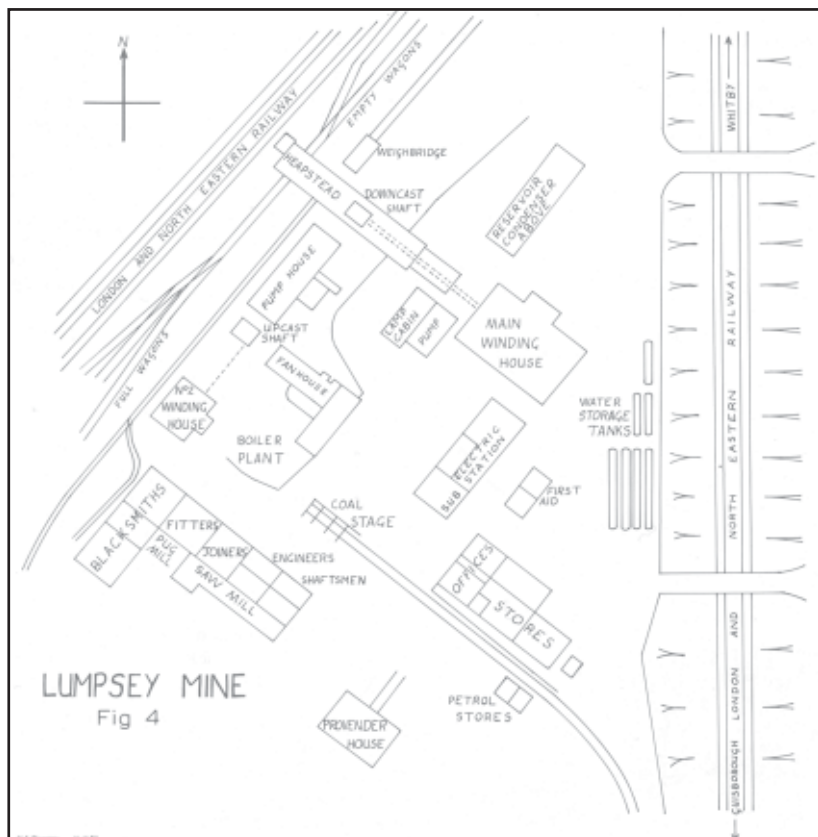 N
LONDON AND NORTH EASTERN RAILWAY
EMPTY WAGONS
WEIGHBRIDGE
HEAPSTEAD
DOWNCAST
SHAFT
RESERVOIR
CONDENSER
ABOVE
WHITBY
PUMP HOUSE
UPCAST
SHAFT
LAMP
CABIN
PUMP
MAIN
WINDING
HOUSE
FULL WAGONS
FAN HOUSE
Nº2
WINDING
HOUSE
BOILER
PLANT
WATER
STORAGE
TANKS
SUB ELECTRIC
STATION
FIRST
AID
COAL
STAGE
BLACKSMITHS
FITTERS
PUG
MILL
JOINERS
SAW MILL
ENGINEERS
SHAFTSMEN
OFFICES
STORES
PETROL
STORES
PROVENDER
HOUSE
LUMPSEY MINE
Fig 4
GUISBOROUGH LONDON AND NORTH EASTERN RAILWAY